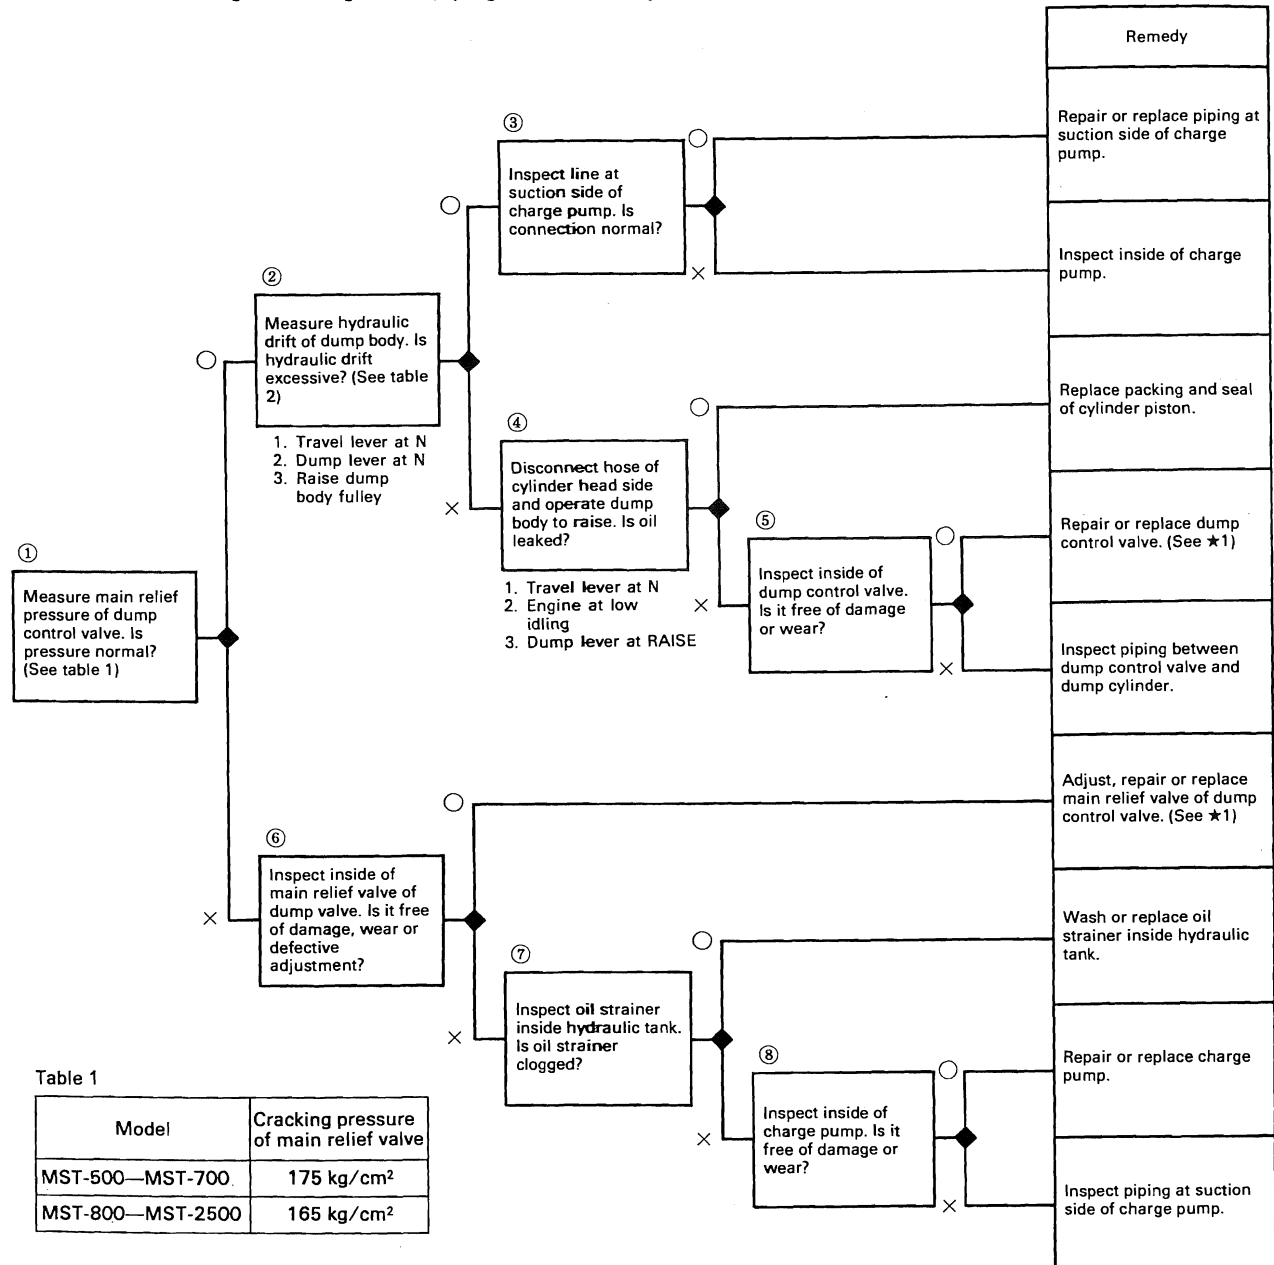 Remedy
③
Inspect line at
suction side of
charge pump. Is
connection normal?
○
×
Repair or replace piping at
suction side of charge
pump.
Inspect inside of charge
pump.
②
○
Measure hydraulic
drift of dump body. Is
hydraulic drift
excessive? (See table
2)
1. Travel lever at N
2. Dump lever at N
3. Raise dump
body fulley
○
×
④
Disconnect hose of
cylinder head side
and operate dump
body to raise. Is oil
leaked?
1. Travel lever at N
2. Engine at low
idling
3. Dump lever at RAISE
○
×
Replace packing and seal
of cylinder piston.
⑤
Inspect inside of
dump control valve.
Is it free of damage
or wear?
○
×
Repair or replace dump
control valve. (See ★1)
Inspect piping between
dump control valve and
dump cylinder.
①
Measure main relief
pressure of dump
control valve. Is
pressure normal?
(See table 1)
×
⑥
Inspect inside of
main relief valve of
dump valve. Is it free
of damage, wear or
defective
adjustment?
○
×
Adjust, repair or replace
main relief valve of dump
control valve. (See ★1)
⑦
Inspect oil strainer
inside hydraulic tank.
Is oil strainer
clogged?
○
×
Wash or replace oil
strainer inside hydraulic
tank.
⑧
Inspect inside of
charge pump. Is it
free of damage or
wear?
○
×
Repair or replace charge
pump.
Inspect piping at suction
side of charge pump.
Table 1
Model
Cracking pressure
of main relief valve
MST-500—MST-700
175 kg/cm²
MST-800—MST-2500
165 kg/cm²